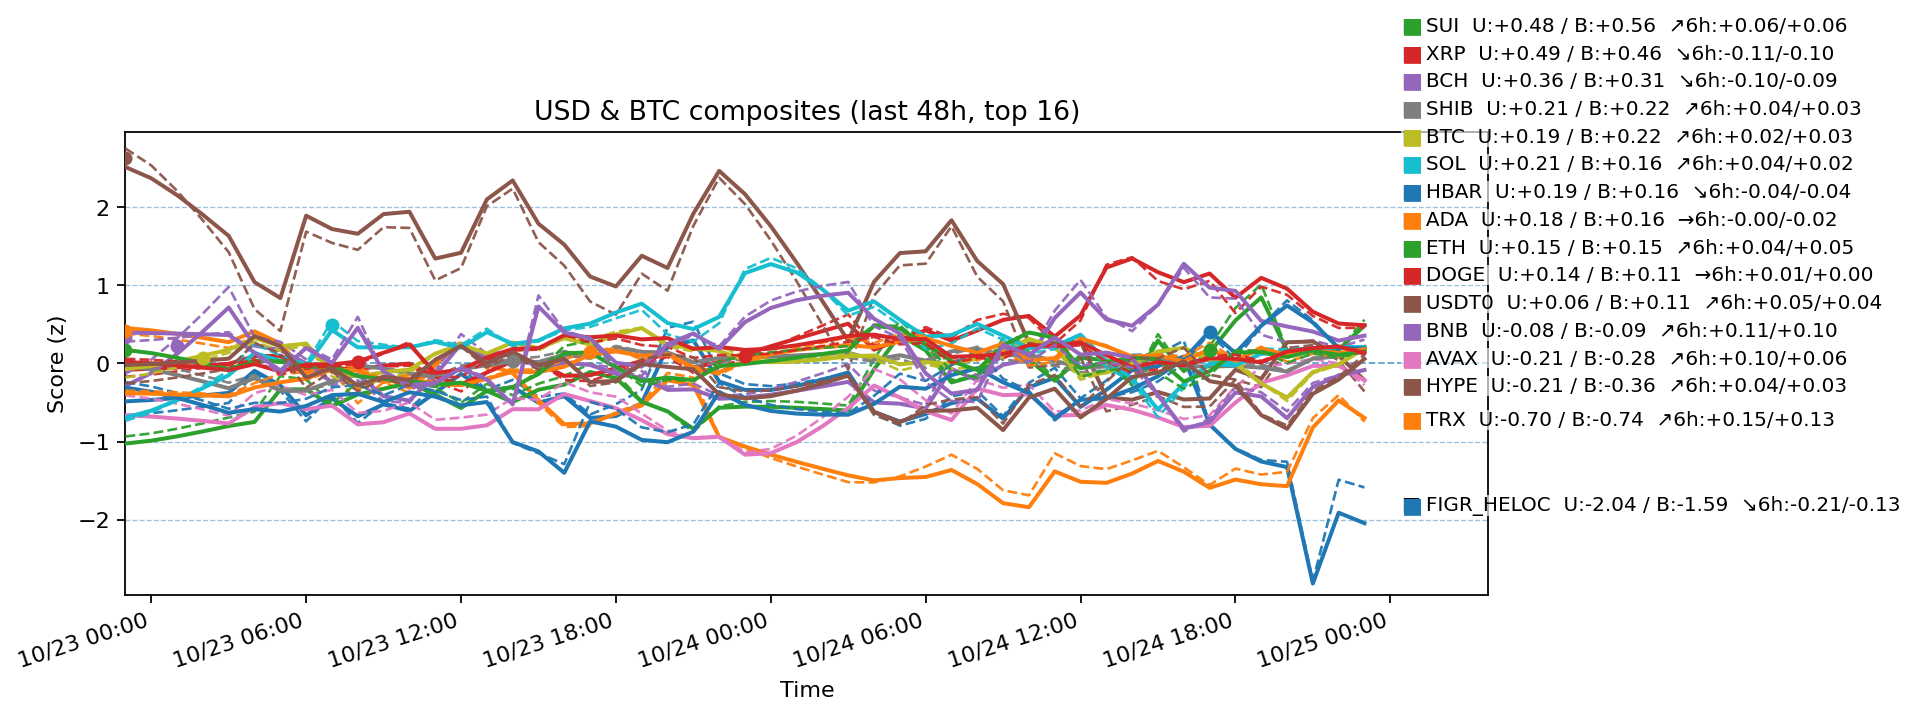 SUI  U:+0.48 / B:+0.56  ↗6h:+0.06/+0.06
XRP  U:+0.49 / B:+0.46  ↘6h:-0.11/-0.10
BCH  U:+0.36 / B:+0.31  ↘6h:-0.10/-0.09
SHIB  U:+0.21 / B:+0.22  ↗6h:+0.04/+0.03
BTC  U:+0.19 / B:+0.22  ↗6h:+0.02/+0.03
SOL  U:+0.21 / B:+0.16  ↗6h:+0.04/+0.02
HBAR  U:+0.19 / B:+0.16  ↘6h:-0.04/-0.04
ADA  U:+0.18 / B:+0.16  →6h:-0.00/-0.02
ETH  U:+0.15 / B:+0.15  ↗6h:+0.04/+0.05
DOGE  U:+0.14 / B:+0.11  →6h:+0.01/+0.00
USDT0  U:+0.06 / B:+0.11  ↗6h:+0.05/+0.04
BNB  U:-0.08 / B:-0.09  ↗6h:+0.11/+0.10
AVAX  U:-0.21 / B:-0.28  ↗6h:+0.10/+0.06
HYPE  U:-0.21 / B:-0.36  ↗6h:+0.04/+0.03
TRX  U:-0.70 / B:-0.74  ↗6h:+0.15/+0.13
FIGR_HELOC  U:-2.04 / B:-1.59  ↘6h:-0.21/-0.13
USD & BTC composites (last 48h, top 16)
Score (z)
2
1
0
−1
−2
10/23 00:00
10/23 06:00
10/23 12:00
10/23 18:00
10/24 00:00
10/24 06:00
10/24 12:00
10/24 18:00
10/25 00:00
Time